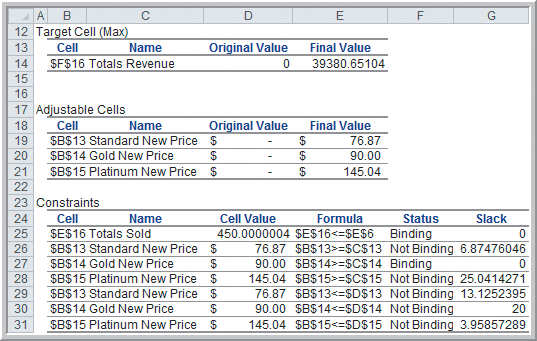 A B C D E F G
12 Target Cell (Max)
13 Cell Name Original Value Final Value
14 $F$16 Totals Revenue 0 39380.65104
15
16
17 Adjustable Cells
18 Cell Name Original Value Final Value
19 $B$13 Standard New Price $ - $ 76.87
20 $B$14 Gold New Price $ - $ 90.00
21 $B$15 Platinum New Price $ - $ 145.04
22
23 Constraints
24 Cell Name Cell Value Formula Status Slack
25 $E$16 Totals Sold 450.0000004 $E$16<=$E$6 Binding 0
26 $B$13 Standard New Price $ 76.87 $B$13>=$C$13 Not Binding 6.87476046
27 $B$14 Gold New Price $ 90.00 $B$14>=$C$14 Binding 0
28 $B$15 Platinum New Price $ 145.04 $B$15>=$C$15 Not Binding 25.0414271
29 $B$13 Standard New Price $ 76.87 $B$13<=$D$13 Not Binding 13.1252395
30 $B$14 Gold New Price $ 90.00 $B$14<=$D$14 Not Binding 20
31 $B$15 Platinum New Price $ 145.04 $B$15<=$D$15 Not Binding 3.95857289